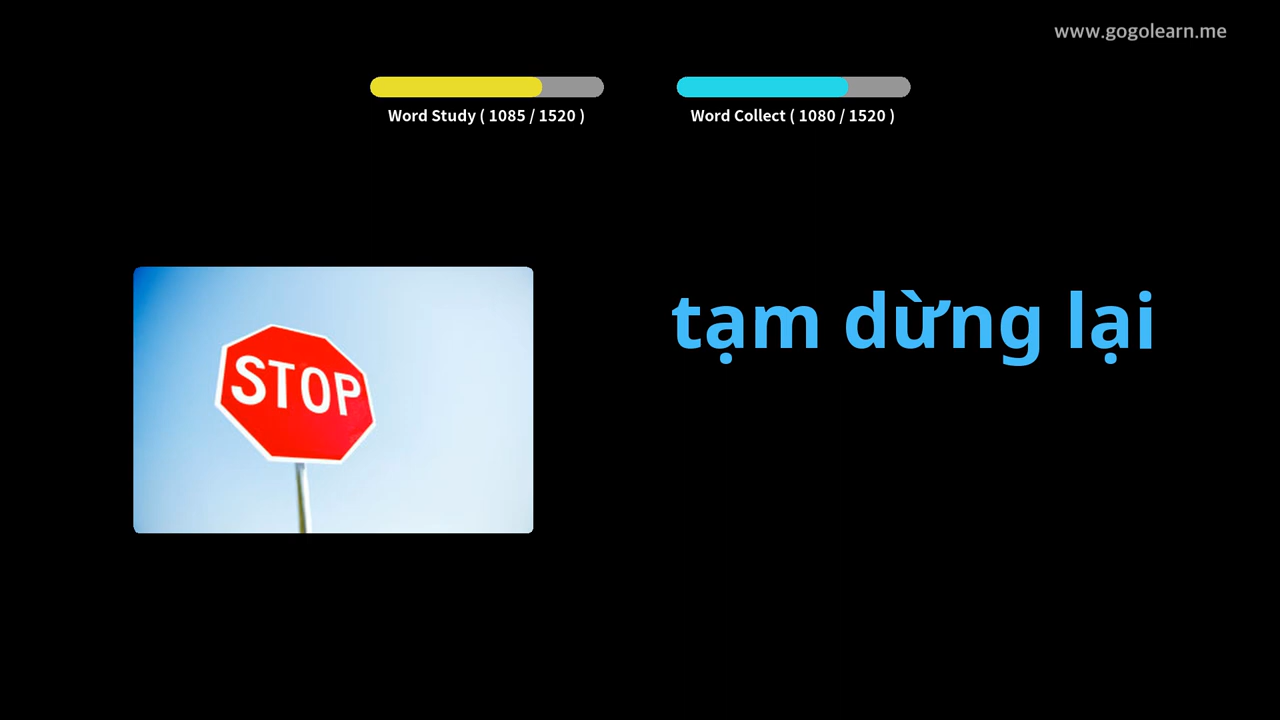 www.gogolearn.me
Word Study ( 1085 / 1520 )
Word Collect ( 1080 / 1520 )
tạm dừng lại
STOP